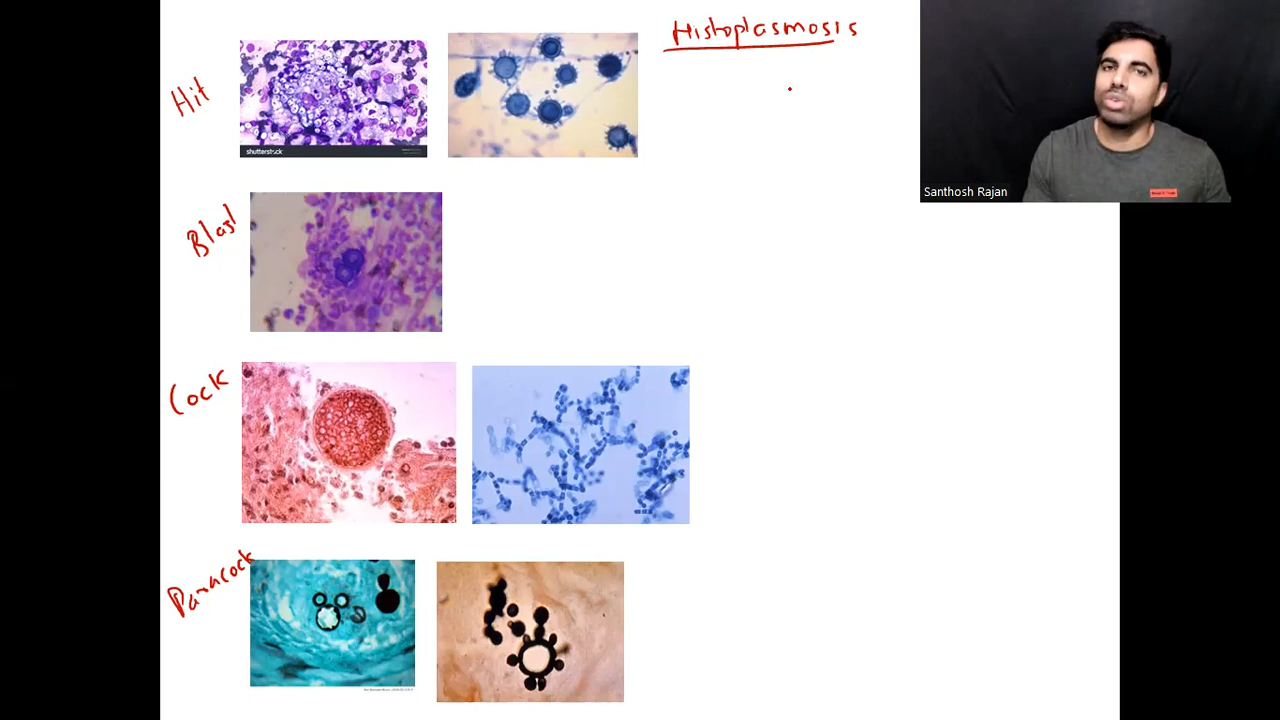 Histoplasmosis
Hit
shutterstock
Santhosh Rajan
Blast
Cock
Paracock